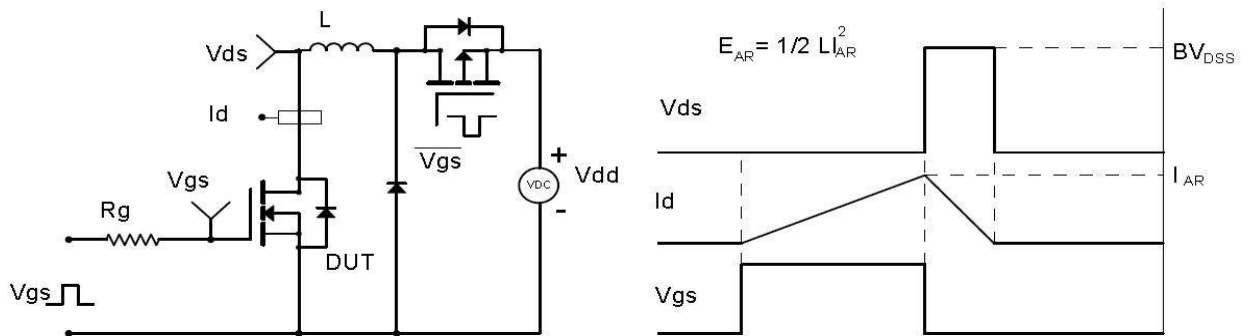 L
Vds
Id
Vgs
Vgs
Rg
DUT
Vgs
VDC
+
Vdd
-
E_AR = 1/2 LI_AR^2
BV_DSS
Vds
I_AR
Id
Vgs